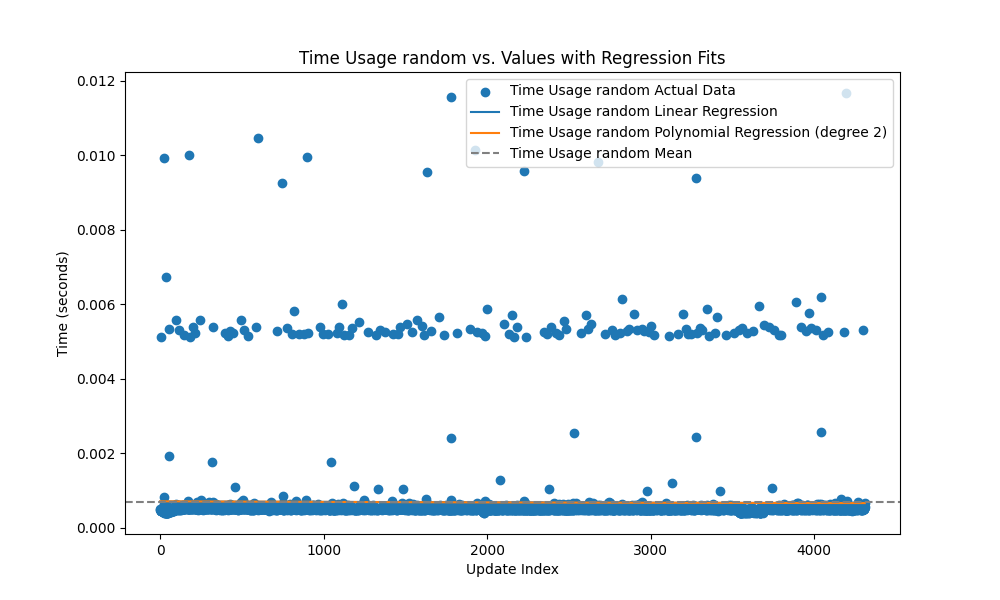 Time Usage random vs. Values with Regression Fits
Time Usage random Actual Data
Time Usage random Linear Regression
Time Usage random Polynomial Regression (degree 2)
Time Usage random Mean
Time (seconds)
0.012
0.010
0.008
0.006
0.004
0.002
0.000
0
1000
2000
3000
4000
Update Index